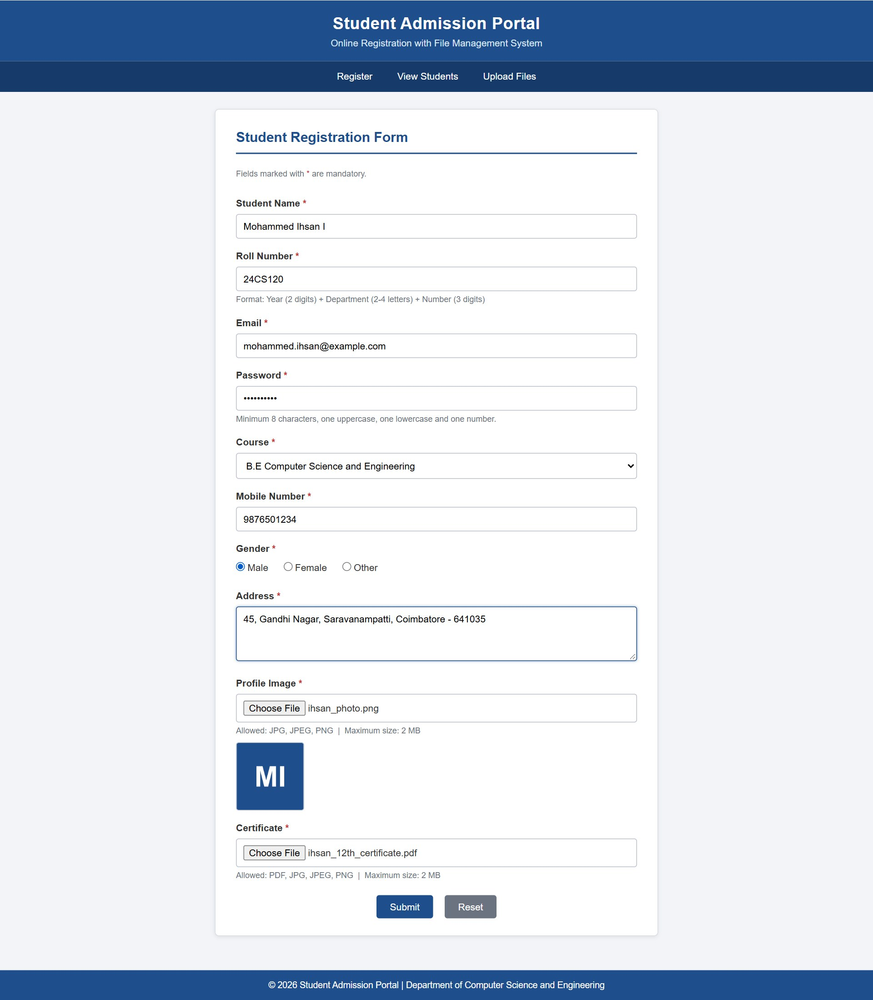 Student Admission Portal
Online Registration with File Management System
Register View Students Upload Files
Student Registration Form
Fields marked with * are mandatory.
Student Name *
Mohammed Ihsan I
Roll Number *
24CS120
Format: Year (2 digits) + Department (2-4 letters) + Number (3 digits)
Email *
mohammed.ihsan@example.com
Password *
••••••••••
Minimum 8 characters, one uppercase, one lowercase and one number.
Course *
B.E Computer Science and Engineering
Mobile Number *
9876501234
Gender *
Male Female Other
Address *
45, Gandhi Nagar, Saravanampatti, Coimbatore - 641035
Profile Image *
Choose File ihsan_photo.png
Allowed: JPG, JPEG, PNG | Maximum size: 2 MB
MI
Certificate *
Choose File ihsan_12th_certificate.pdf
Allowed: PDF, JPG, JPEG, PNG | Maximum size: 2 MB
Submit Reset
© 2026 Student Admission Portal | Department of Computer Science and Engineering